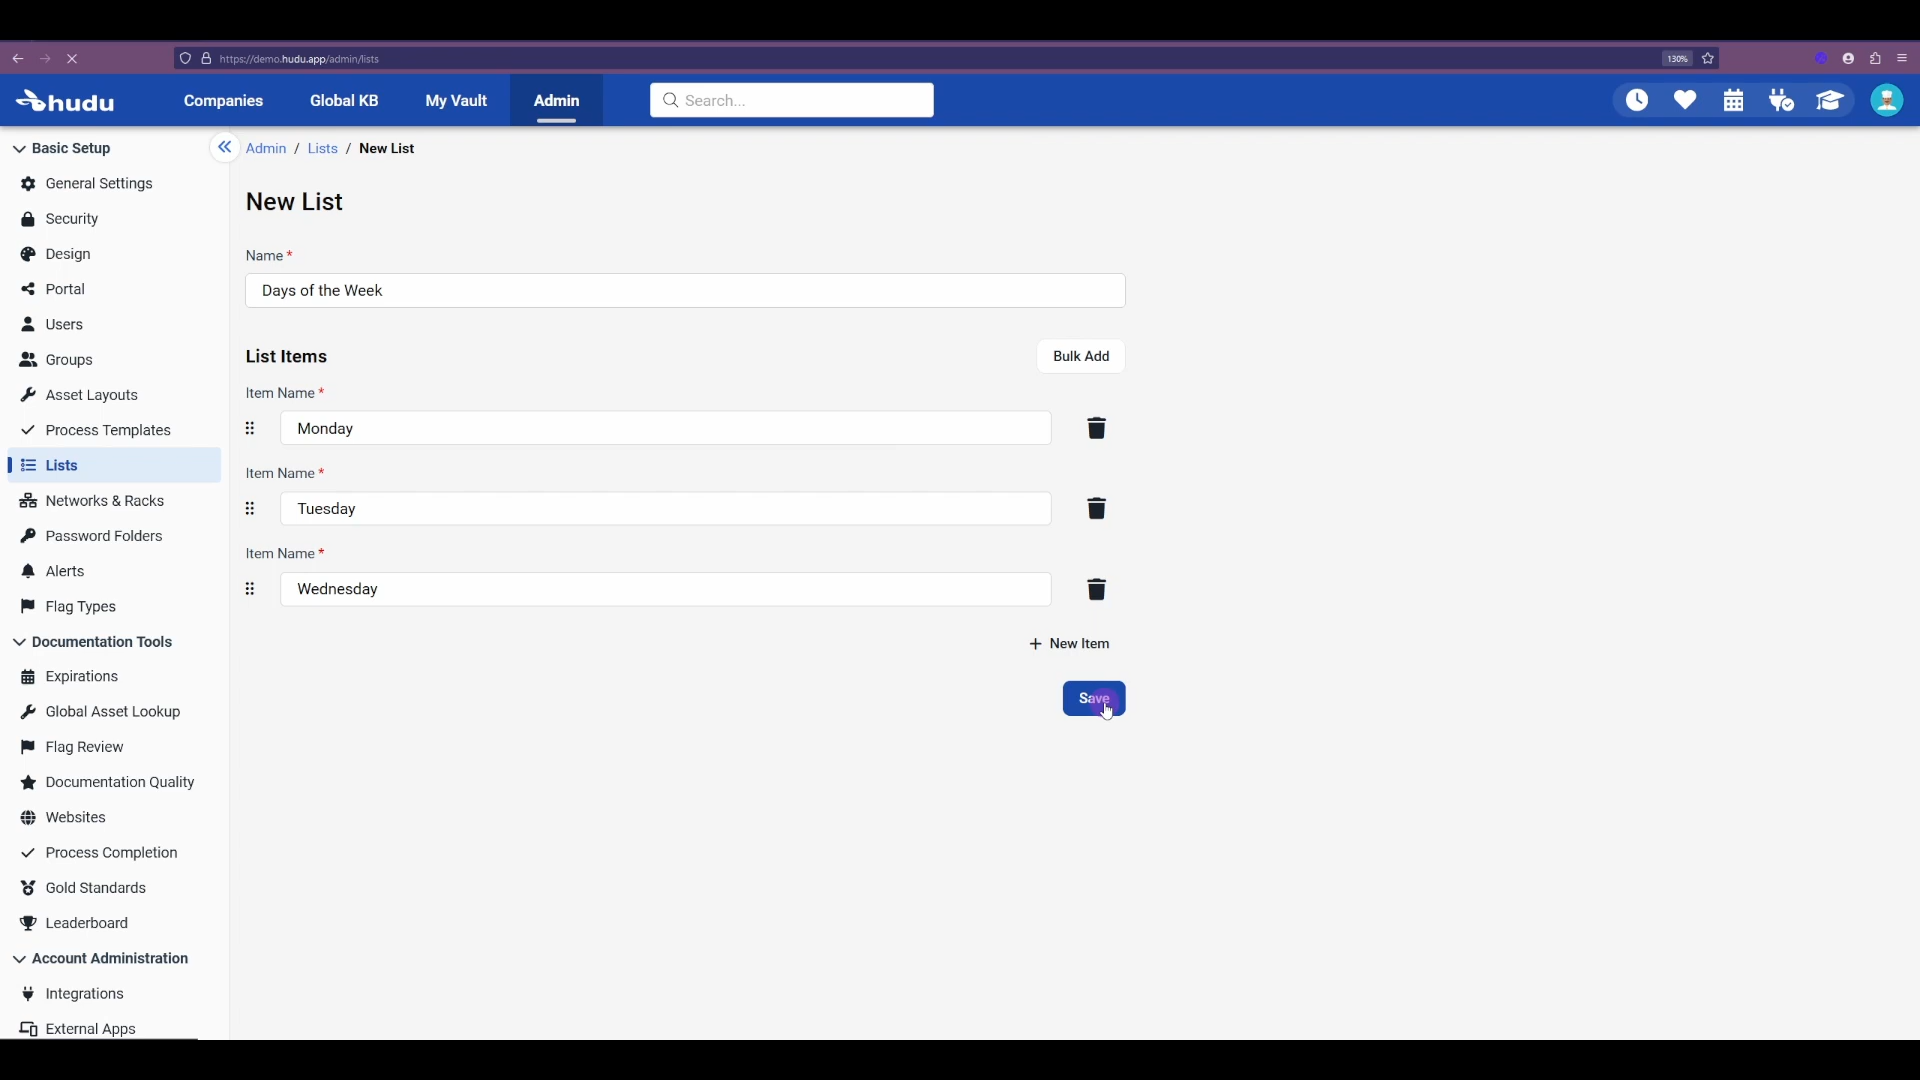 https://demo.hudu.app/admin/lists
130%
hudu
Companies
Global KB
My Vault
Admin
Search...
Basic Setup
General Settings
Security
Design
Portal
Users
Groups
Asset Layouts
Process Templates
Lists
Networks & Racks
Password Folders
Alerts
Flag Types
Documentation Tools
Expirations
Global Asset Lookup
Flag Review
Documentation Quality
Websites
Process Completion
Gold Standards
Leaderboard
Account Administration
Integrations
External Apps
Admin / Lists / New List
New List
Name *
Days of the Week
List Items
Bulk Add
Item Name *
Monday
Item Name *
Tuesday
Item Name *
Wednesday
+ New Item
Save